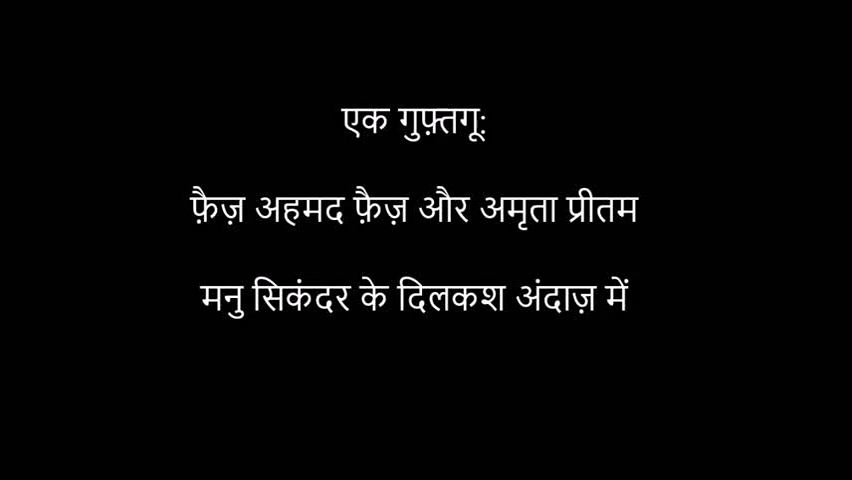 एक गुफ़्तगू:
फ़ैज़ अहमद फ़ैज़ और अमृता प्रीतम
मनु सिकंदर के दिलकश अंदाज़ में